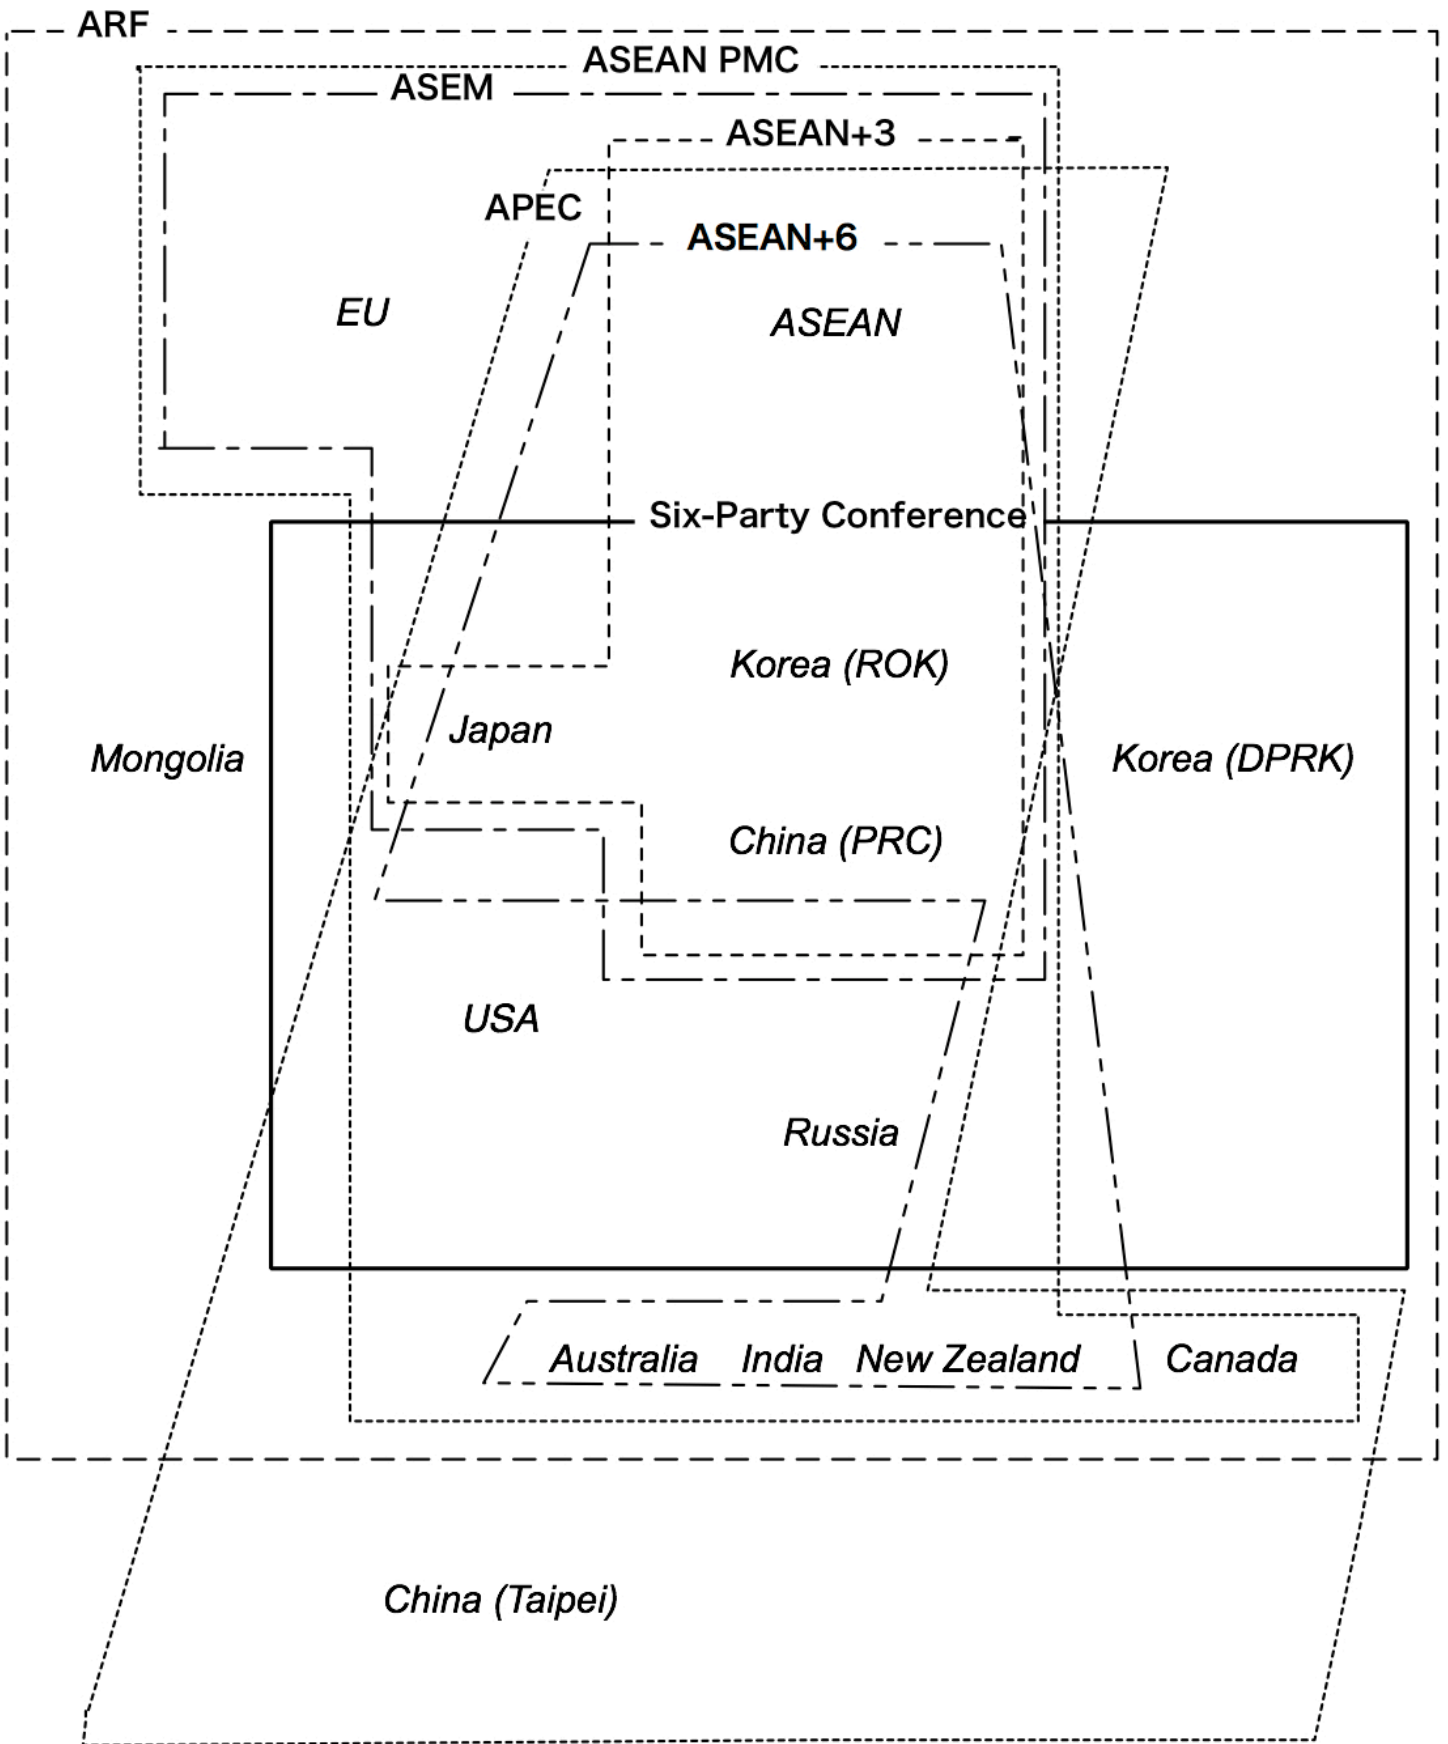 ARF
ASEAN PMC
ASEM
ASEAN+3
APEC
ASEAN+6
EU
ASEAN
Six-Party Conference
Korea (ROK)
Japan
Mongolia
Korea (DPRK)
China (PRC)
USA
Russia
Australia India New Zealand Canada
China (Taipei)